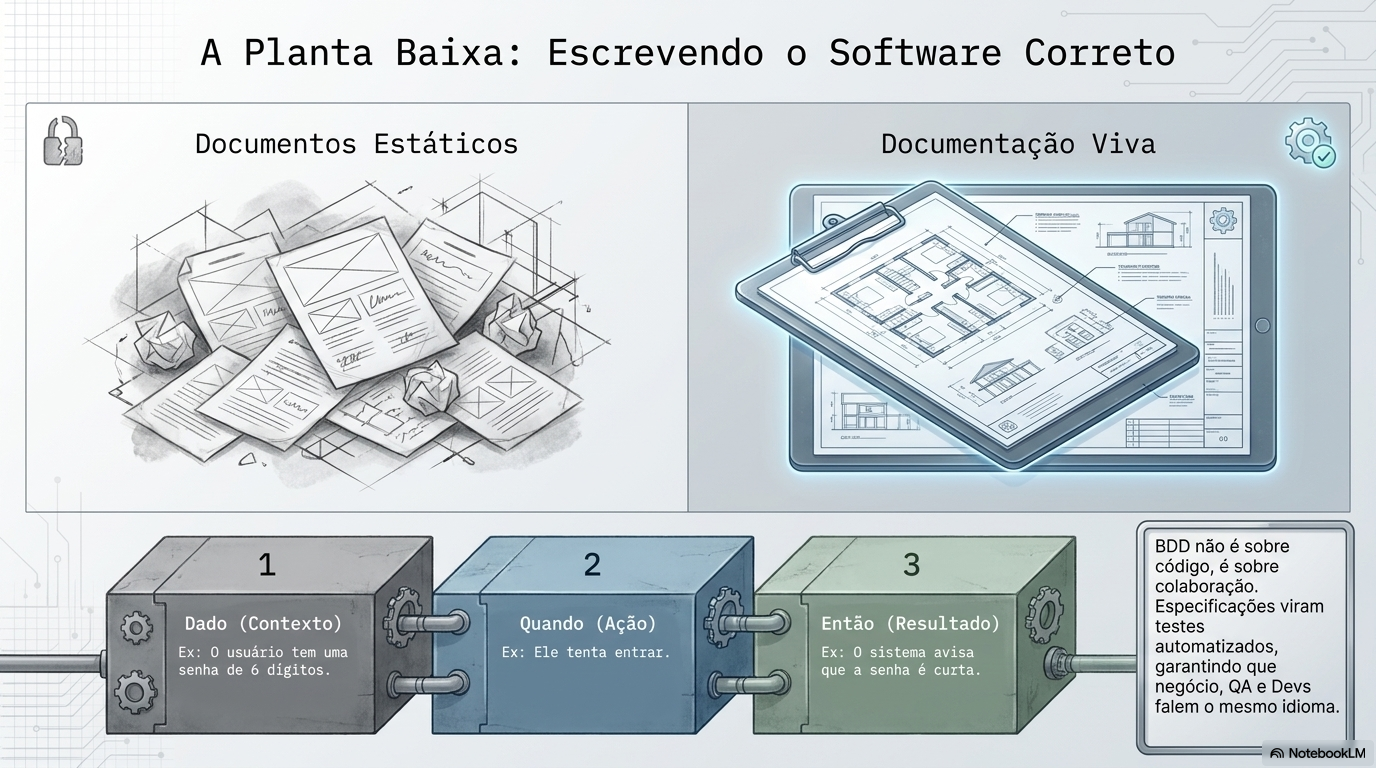 A Planta Baixa: Escrevendo o Software Correto
Documentos Estáticos
Documentação Viva
1
Dado (Contexto)
Ex: O usuário tem uma
senha de 6 dígitos.
2
Quando (Ação)
Ex: Ele tenta entrar.
3
Então (Resultado)
Ex: O sistema avisa
que a senha é curta.
BDD não é sobre
código, é sobre
colaboração.
Especificações viram
testes
automatizados,
garantindo que
negócio, QA e Devs
falem o mesmo idioma.
NotebookLM